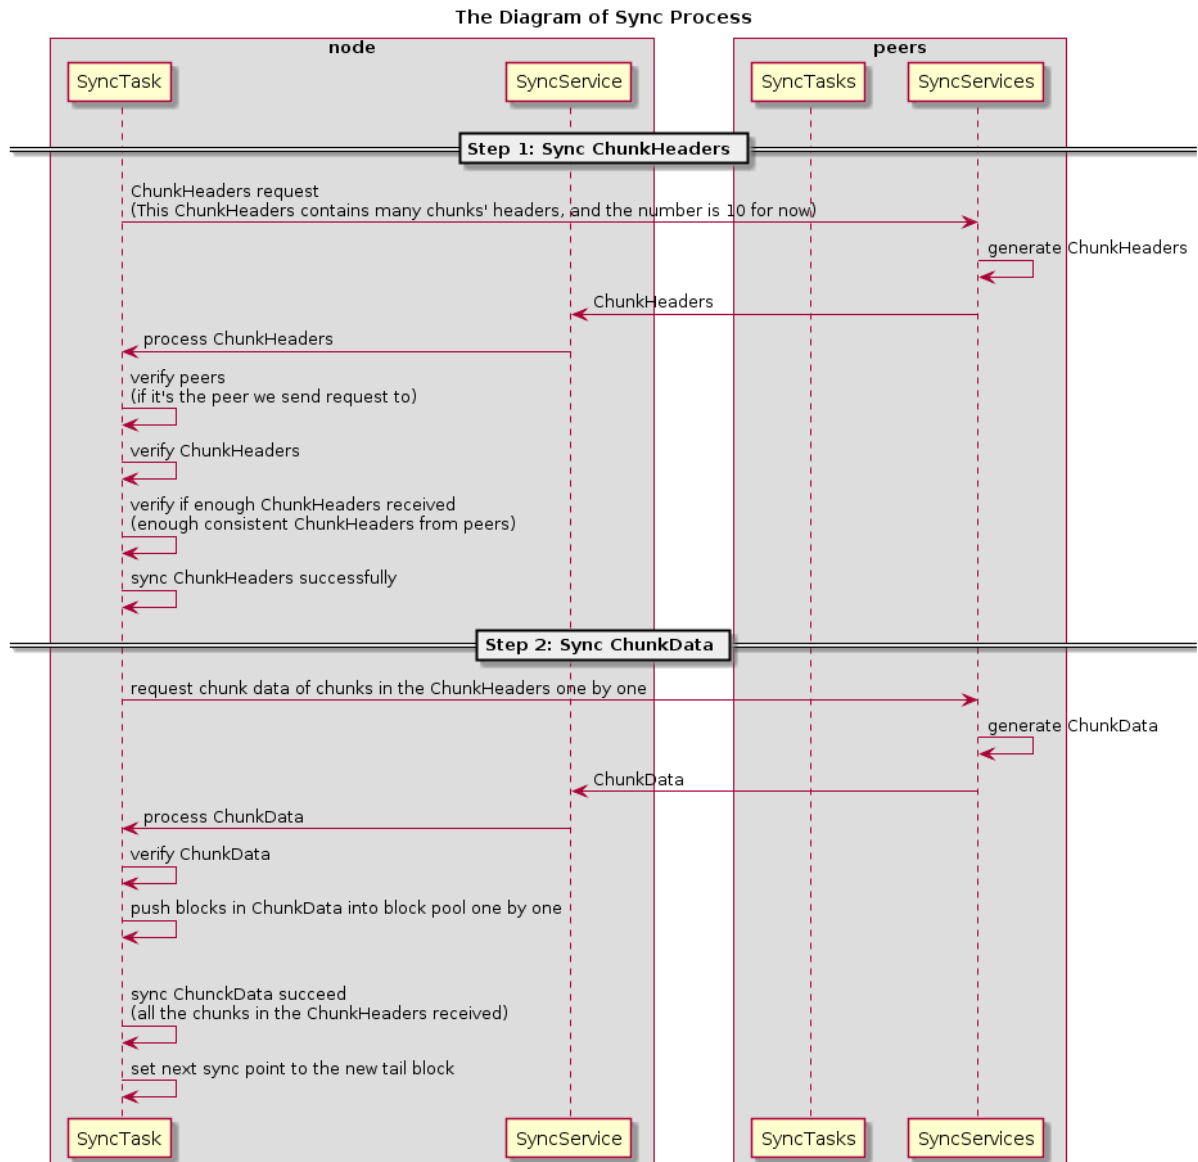 The Diagram of Sync Process
node
peers
SyncTask
SyncService
SyncTasks
SyncServices
Step 1: Sync ChunkHeaders
ChunkHeaders request
(This ChunkHeaders contains many chunks' headers, and the number is 10 for now)
generate ChunkHeaders
ChunkHeaders
process ChunkHeaders
verify peers
(if it's the peer we send request to)
verify ChunkHeaders
verify if enough ChunkHeaders received
(enough consistent ChunkHeaders from peers)
sync ChunkHeaders successfully
Step 2: Sync ChunkData
request chunk data of chunks in the ChunkHeaders one by one
generate ChunkData
ChunkData
process ChunkData
verify ChunkData
push blocks in ChunkData into block pool one by one
sync ChunckData succeed
(all the chunks in the ChunkHeaders received)
set next sync point to the new tail block
SyncTask
SyncService
SyncTasks
SyncServices